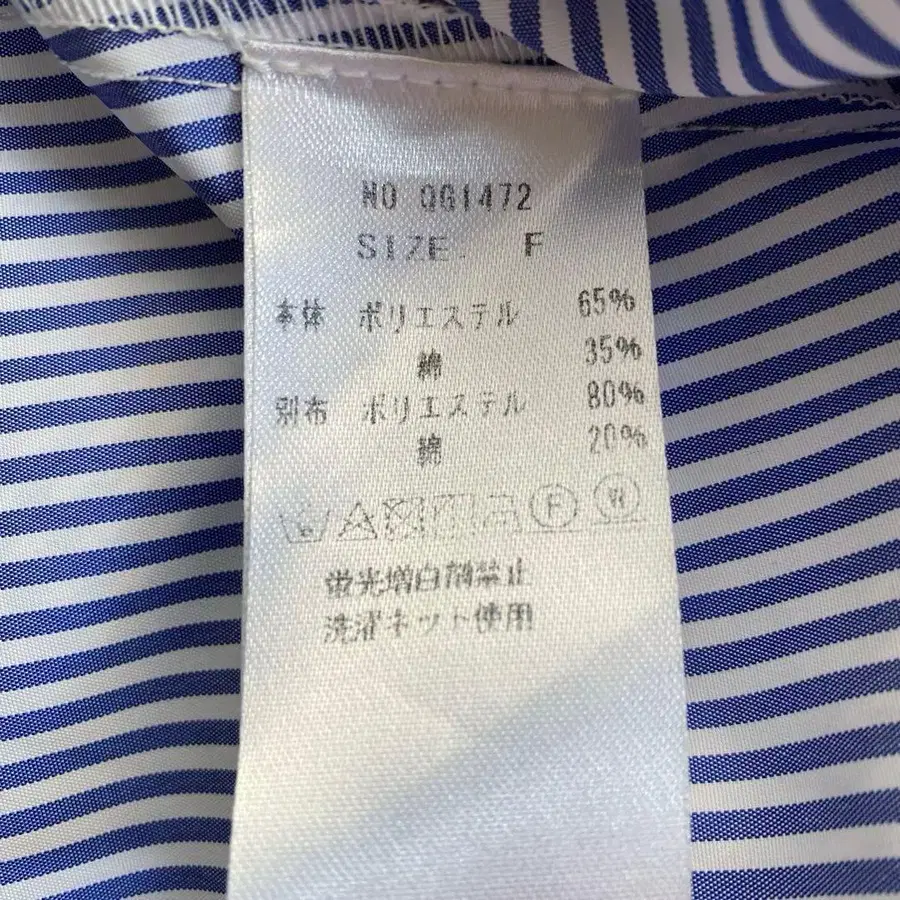 NO QG1472
SIZE. F
本体 ポリエステル 65%
綿 35%
別布 ポリエステル 80%
綿 20%
F W
蛍光増白剤禁止
洗濯ネット使用